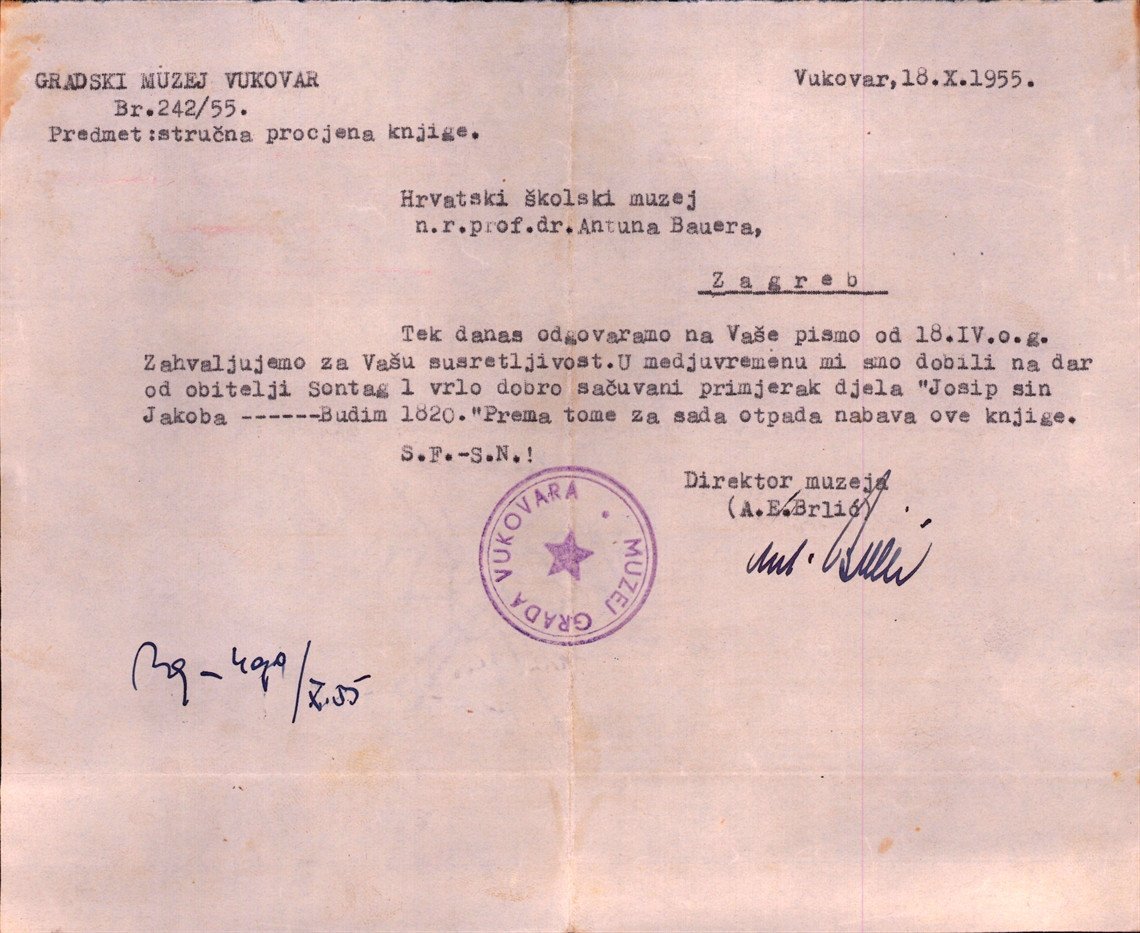 GRADSKI MUZEJ VUKOVAR
Vukovar,18.X.1955.
Br.242/55.
Predmet:stručna procjena knjige.
Hrvatski školski muzej
n.r.prof.dr.Antuna Bauera,
Z a g r e b
Tek danas odgovaramo na Vaše pismo od 18.IV.o.g.
Zahvaljujemo za Vašu susretljivost.U medjuvremenu mi smo dobili na dar
od obitelji Sontag 1 vrlo dobro sačuvani primjerak djela "Josip sin
Jakoba ------Budim 1820."Prema tome za sada otpada nabava ove knjige.
S.F.-S.N.!
Direktor muzeja
(A.E.Brlić)
MUZEJ GRADA VUKOVARA
/X.55